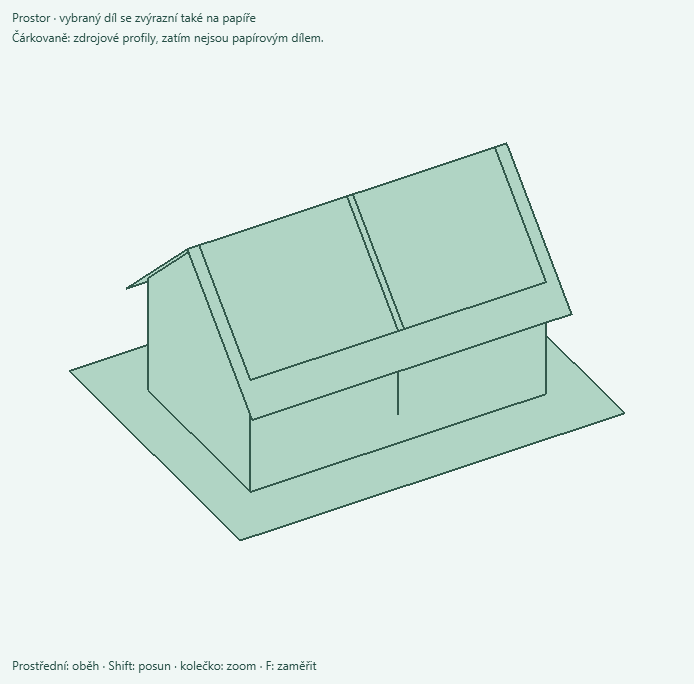 Prostor · vybraný díl se zvýrazní také na papíře
Čárkovaně: zdrojové profily, zatím nejsou papírovým dílem.
Prostřední: oběh · Shift: posun · kolečko: zoom · F: zaměřit